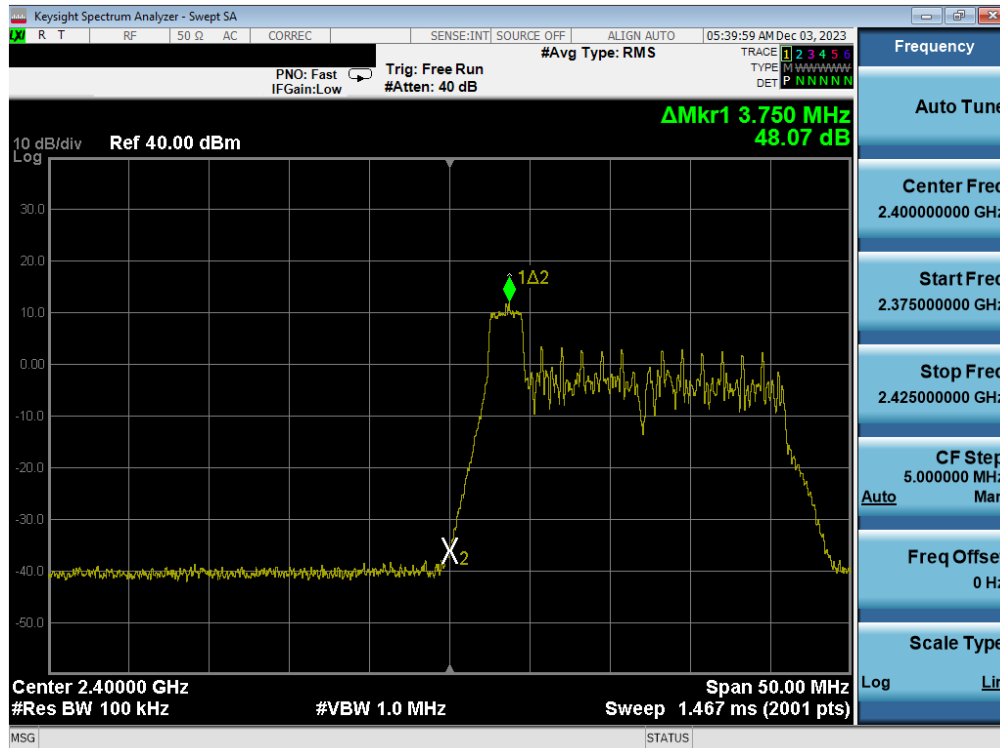 Keysight Spectrum Analyzer - Swept SA
LXI R T RF 50 Ω AC CORREC SENSE:INT SOURCE OFF ALIGN AUTO 05:39:59 AM Dec 03, 2023
#Avg Type: RMS
TRACE 1 2 3 4 5 6
PNO: Fast Trig: Free Run
TYPE M W W W W W
IFGain:Low #Atten: 40 dB
DET P N N N N N
ΔMkr1 3.750 MHz
48.07 dB
10 dB/div Ref 40.00 dBm
Log
30.0
20.0
1Δ2
10.0
0.00
-10.0
-20.0
-30.0
X2
-40.0
-50.0
Center 2.40000 GHz Span 50.00 MHz
#Res BW 100 kHz #VBW 1.0 MHz Sweep 1.467 ms (2001 pts)
MSG STATUS
Frequency
Auto Tune
Center Freq
2.400000000 GHz
Start Freq
2.375000000 GHz
Stop Freq
2.425000000 GHz
CF Step
5.000000 MHz
Auto Man
Freq Offset
0 Hz
Scale Type
Log Lin